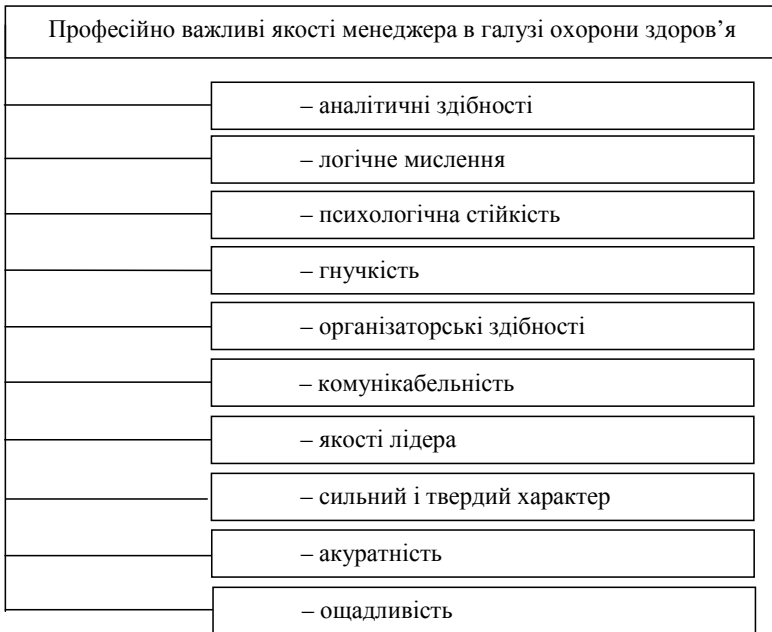 Професійно важливі якості менеджера в галузі охорони здоров’я
– аналітичні здібності
– логічне мислення
– психологічна стійкість
– гнучкість
– організаторські здібності
– комунікабельність
– якості лідера
– сильний і твердий характер
– акуратність
– ощадливість